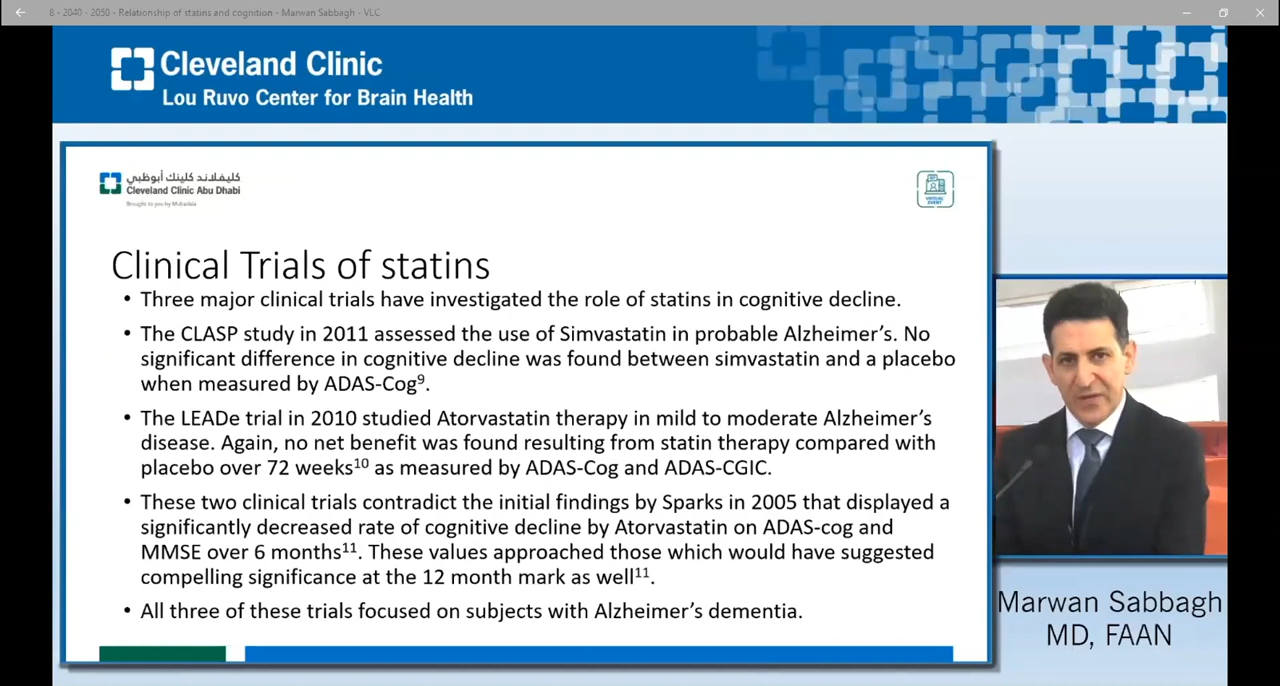 8 - 2040 - 2050 - Relationship of statins and cognition - Marwan Sabbagh - VLC
Cleveland Clinic
Lou Ruvo Center for Brain Health
كليفلاند كلينك أبوظبي
Cleveland Clinic Abu Dhabi
Brought to you by Mubadala
VIRTUAL
EVENT
Clinical Trials of statins
• Three major clinical trials have investigated the role of statins in cognitive decline.
• The CLASP study in 2011 assessed the use of Simvastatin in probable Alzheimer’s. No
significant difference in cognitive decline was found between simvastatin and a placebo
when measured by ADAS-Cog⁹.
• The LEADe trial in 2010 studied Atorvastatin therapy in mild to moderate Alzheimer’s
disease. Again, no net benefit was found resulting from statin therapy compared with
placebo over 72 weeks¹⁰ as measured by ADAS-Cog and ADAS-CGIC.
• These two clinical trials contradict the initial findings by Sparks in 2005 that displayed a
significantly decreased rate of cognitive decline by Atorvastatin on ADAS-cog and
MMSE over 6 months¹¹. These values approached those which would have suggested
compelling significance at the 12 month mark as well¹¹.
• All three of these trials focused on subjects with Alzheimer’s dementia.
Marwan Sabbagh
MD, FAAN